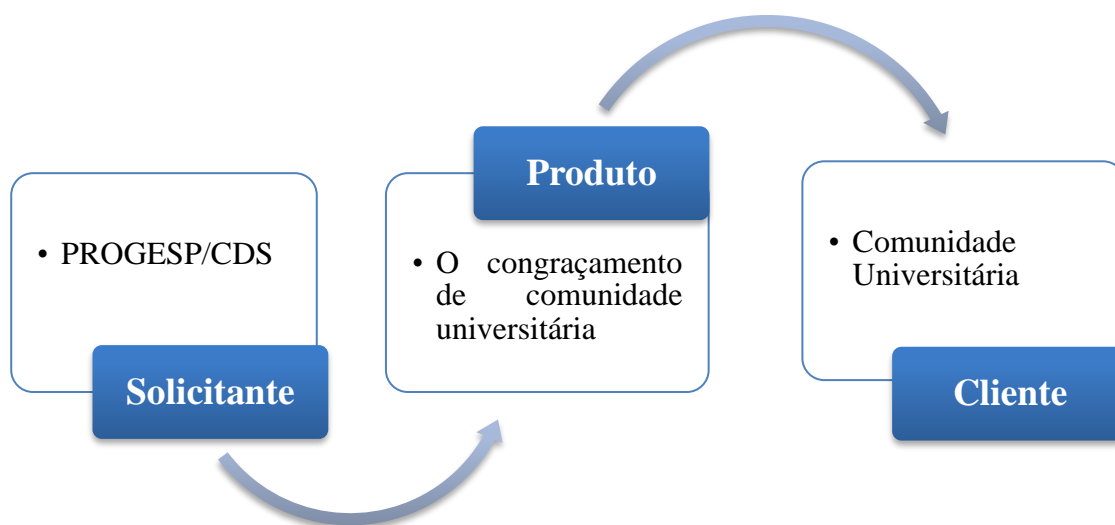 • PROGESP/CDS
Solicitante
Produto
• O congraçamento
de comunidade
universitária
• Comunidade
Universitária
Cliente